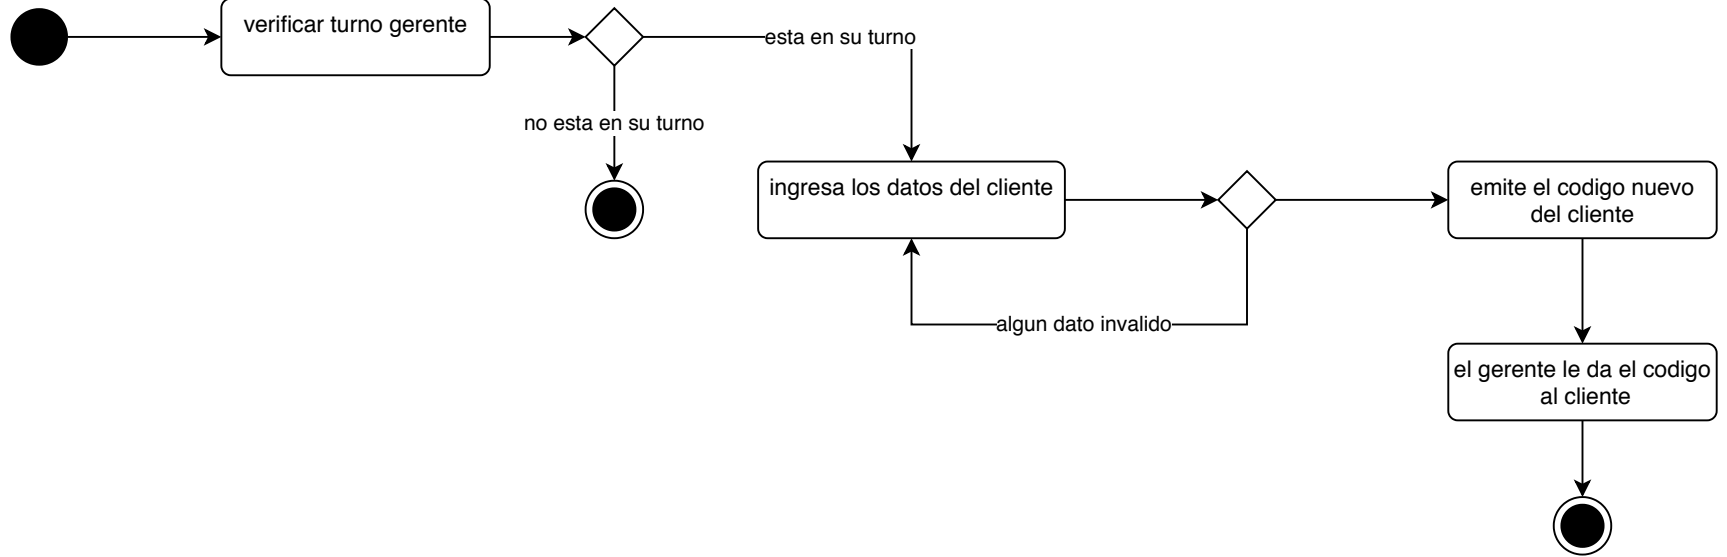 verificar turno gerente
esta en su turno
no esta en su turno
ingresa los datos del cliente
emite el codigo nuevo
del cliente
algun dato invalido
el gerente le da el codigo
al cliente